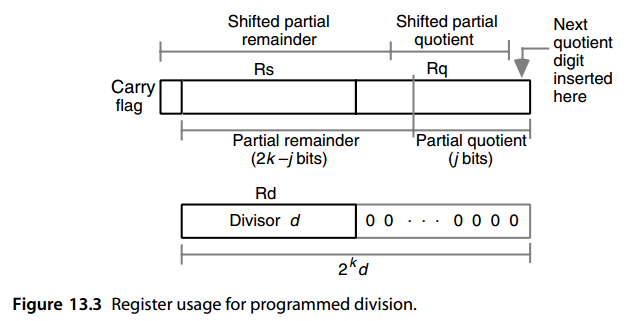 Shifted partial
remainder
Shifted partial
quotient
Next
quotient
digit
inserted
here
Rs
Rq
Carry
flag
Partial remainder
(2k – j bits)
Partial quotient
(j bits)
Rd
Divisor d
0 0 · · · 0 0 0 0
2^k d
Figure 13.3 Register usage for programmed division.